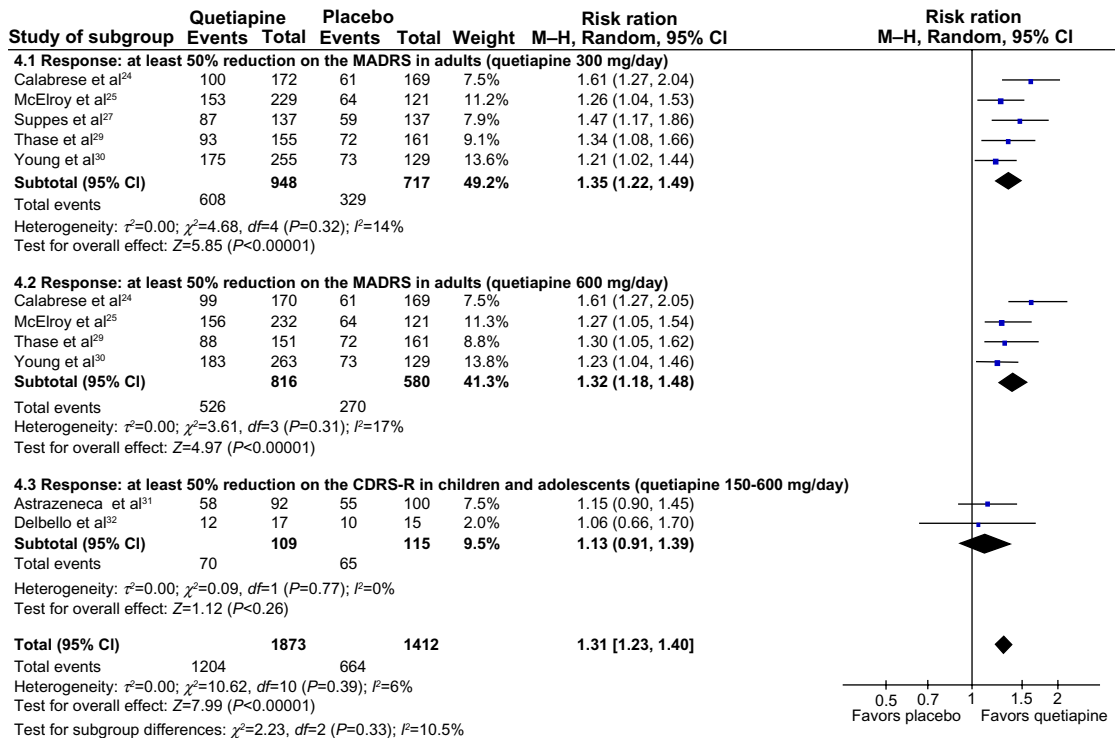 Quetiapine Placebo Risk ration Risk ration
Study of subgroup Events Total Events Total Weight M–H, Random, 95% CI M–H, Random, 95% CI
4.1 Response: at least 50% reduction on the MADRS in adults (quetiapine 300 mg/day)
Calabrese et al²⁴ 100 172 61 169 7.5% 1.61 (1.27, 2.04)
McElroy et al²⁵ 153 229 64 121 11.2% 1.26 (1.04, 1.53)
Suppes et al²⁷ 87 137 59 137 7.9% 1.47 (1.17, 1.86)
Thase et al²⁹ 93 155 72 161 9.1% 1.34 (1.08, 1.66)
Young et al³⁰ 175 255 73 129 13.6% 1.21 (1.02, 1.44)
Subtotal (95% CI) 948 717 49.2% 1.35 (1.22, 1.49)
Total events 608 329
Heterogeneity: τ²=0.00; χ²=4.68, df=4 (P=0.32); I²=14%
Test for overall effect: Z=5.85 (P<0.00001)
4.2 Response: at least 50% reduction on the MADRS in adults (quetiapine 600 mg/day)
Calabrese et al²⁴ 99 170 61 169 7.5% 1.61 (1.27, 2.05)
McElroy et al²⁵ 156 232 64 121 11.3% 1.27 (1.05, 1.54)
Thase et al²⁹ 88 151 72 161 8.8% 1.30 (1.05, 1.62)
Young et al³⁰ 183 263 73 129 13.8% 1.23 (1.04, 1.46)
Subtotal (95% CI) 816 580 41.3% 1.32 (1.18, 1.48)
Total events 526 270
Heterogeneity: τ²=0.00; χ²=3.61, df=3 (P=0.31); I²=17%
Test for overall effect: Z=4.97 (P<0.00001)
4.3 Response: at least 50% reduction on the CDRS-R in children and adolescents (quetiapine 150-600 mg/day)
Astrazeneca et al³¹ 58 92 55 100 7.5% 1.15 (0.90, 1.45)
Delbello et al³² 12 17 10 15 2.0% 1.06 (0.66, 1.70)
Subtotal (95% CI) 109 115 9.5% 1.13 (0.91, 1.39)
Total events 70 65
Heterogeneity: τ²=0.00; χ²=0.09, df=1 (P=0.77); I²=0%
Test for overall effect: Z=1.12 (P<0.26)
Total (95% CI) 1873 1412 1.31 [1.23, 1.40]
Total events 1204 664
Heterogeneity: τ²=0.00; χ²=10.62, df=10 (P=0.39); I²=6%
Test for overall effect: Z=7.99 (P<0.00001)
Test for subgroup differences: χ²=2.23, df=2 (P=0.33); I²=10.5%
0.5 0.7 1 1.5 2
Favors placebo Favors quetiapine